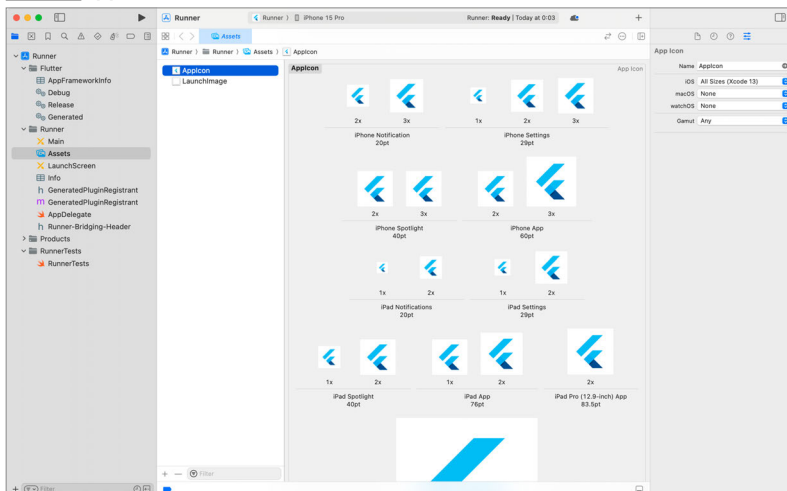 Runner
Runner
iPhone 15 Pro
Runner: Ready | Today at 0:03
Assets
Runner
Runner
Assets
AppIcon
Runner
Flutter
AppFrameworkInfo
Debug
Release
Generated
Runner
Main
Assets
LaunchScreen
Info
GeneratedPluginRegistrant
GeneratedPluginRegistrant
AppDelegate
Runner-Bridging-Header
Products
RunnerTests
RunnerTests
Filter
AppIcon
LaunchImage
Filter
AppIcon
App Icon
2x 3x
iPhone Notification
20pt
1x 2x 3x
iPhone Settings
29pt
2x 3x
iPhone Spotlight
40pt
2x 3x
iPhone App
60pt
1x 2x
iPad Notifications
20pt
1x 2x
iPad Settings
29pt
1x 2x
iPad Spotlight
40pt
1x 2x
iPad App
76pt
2x
iPad Pro (12.9-inch) App
83.5pt
App Icon
Name AppIcon
iOS All Sizes (Xcode 13)
macOS None
watchOS None
Gamut Any